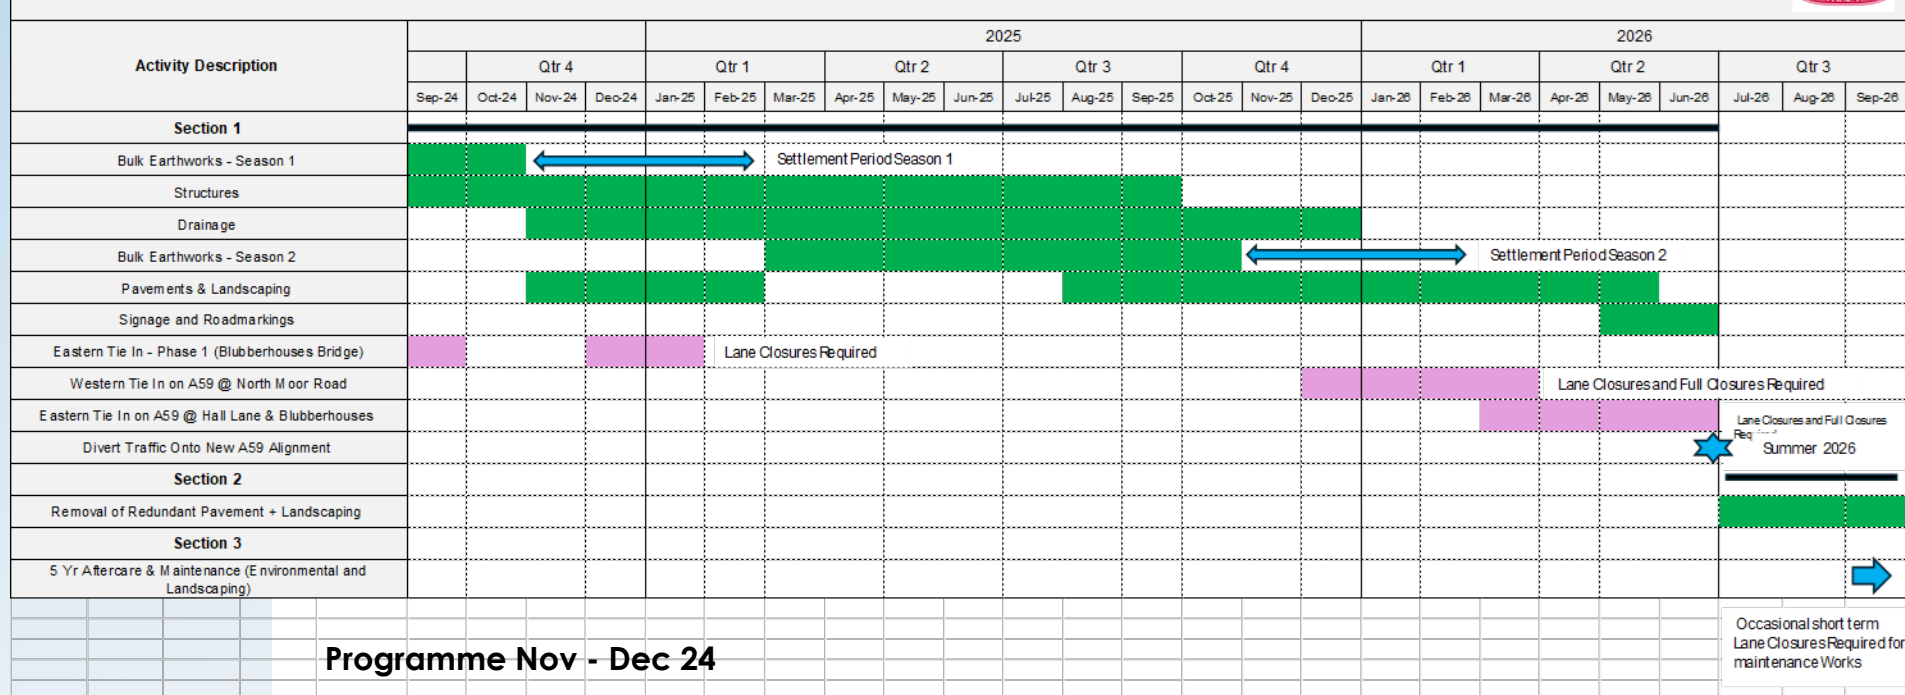 2025 2026
Activity Description Qtr 4 Qtr 1 Qtr 2 Qtr 3 Qtr 4 Qtr 1 Qtr 2 Qtr 3
Sep-24 Oct-24 Nov-24 Dec-24 Jan-25 Feb-25 Mar-25 Apr-25 May-25 Jun-25 Jul-25 Aug-25 Sep-25 Oct-25 Nov-25 Dec-25 Jan-26 Feb-26 Mar-26 Apr-26 May-26 Jun-26 Jul-26 Aug-26 Sep-26
Section 1
Bulk Earthworks - Season 1 Settlement Period Season 1
Structures
Drainage
Bulk Earthworks - Season 2 Settlement Period Season 2
Pavements & Landscaping
Signage and Roadmarkings
Eastern Tie In - Phase 1 (Blubberhouses Bridge) Lane Closures Required
Western Tie In on A59 @ North Moor Road Lane Closures and Full Closures Required
Eastern Tie In on A59 @ Hall Lane & Blubberhouses Lane Closures and Full Closures
Divert Traffic Onto New A59 Alignment Summer 2026
Section 2
Removal of Redundant Pavement + Landscaping
Section 3
5 Yr Aftercare & Maintenance (Environmental and
Landscaping)
Occasional short term
Lane Closures Required for
maintenance Works
Programme Nov - Dec 24